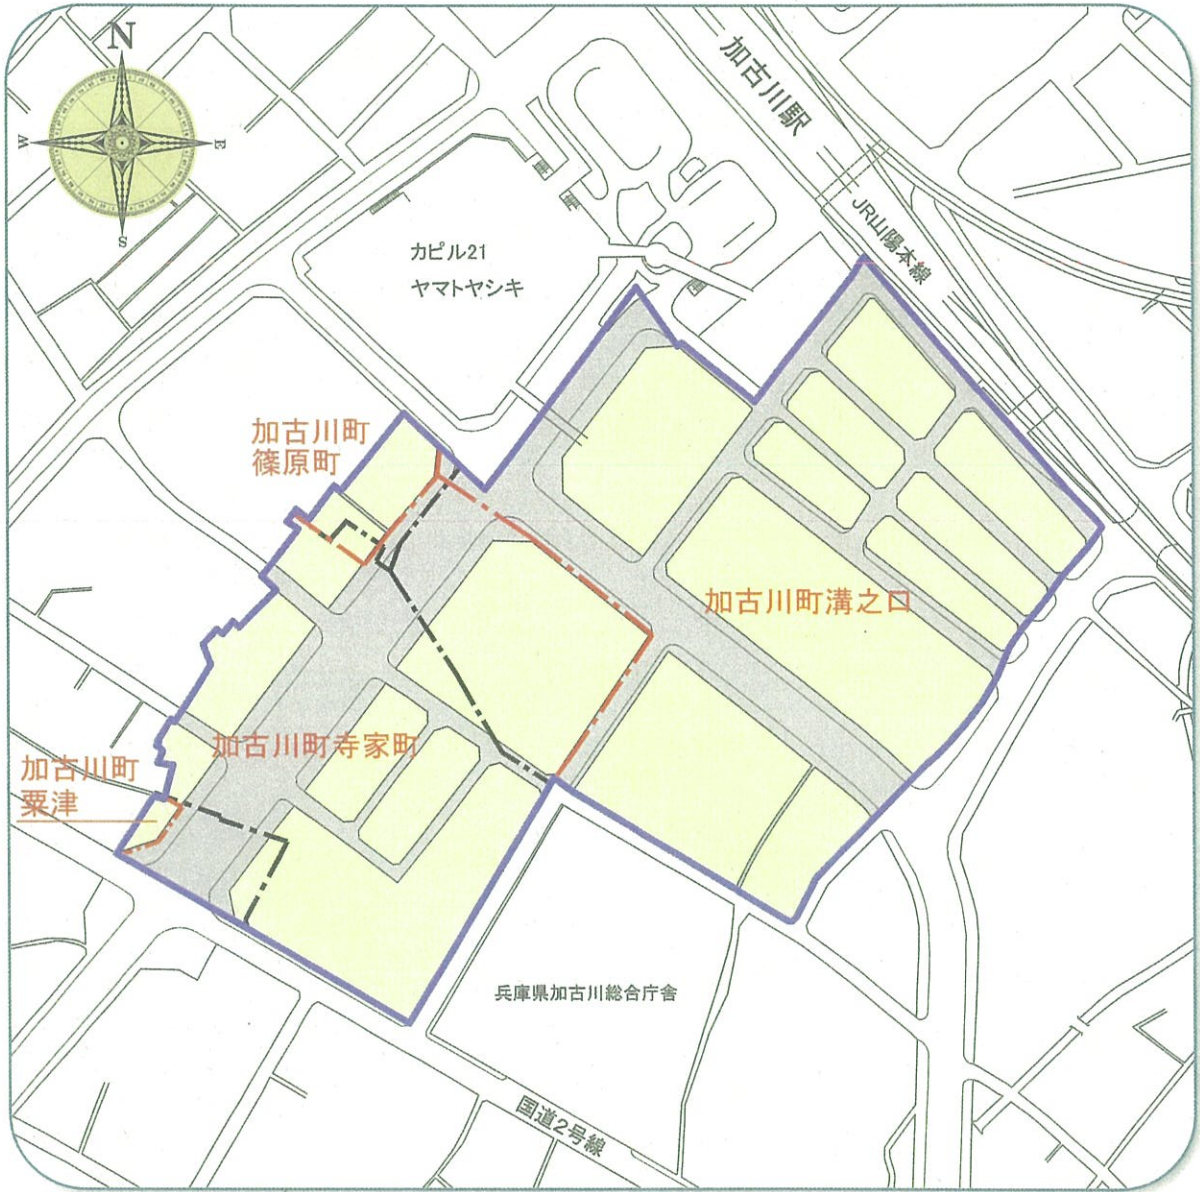 N
W
E
S
加古川駅
JR山陽本線
カピル21
ヤマトヤシキ
加古川町
篠原町
加古川町溝之口
加古川町寺家町
加古川町
粟津
兵庫県加古川総合庁舎
国道2号線